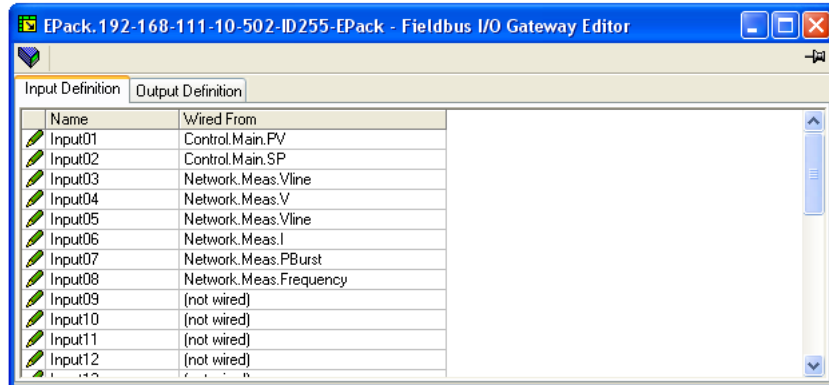 EPack.192-168-111-10-502-ID255-EPack - Fieldbus I/O Gateway Editor
Input Definition Output Definition
Name Wired From
Input01 Control.Main.PV
Input02 Control.Main.SP
Input03 Network.Meas.Vline
Input04 Network.Meas.V
Input05 Network.Meas.Vline
Input06 Network.Meas.I
Input07 Network.Meas.PBurst
Input08 Network.Meas.Frequency
Input09 (not wired)
Input10 (not wired)
Input11 (not wired)
Input12 (not wired)